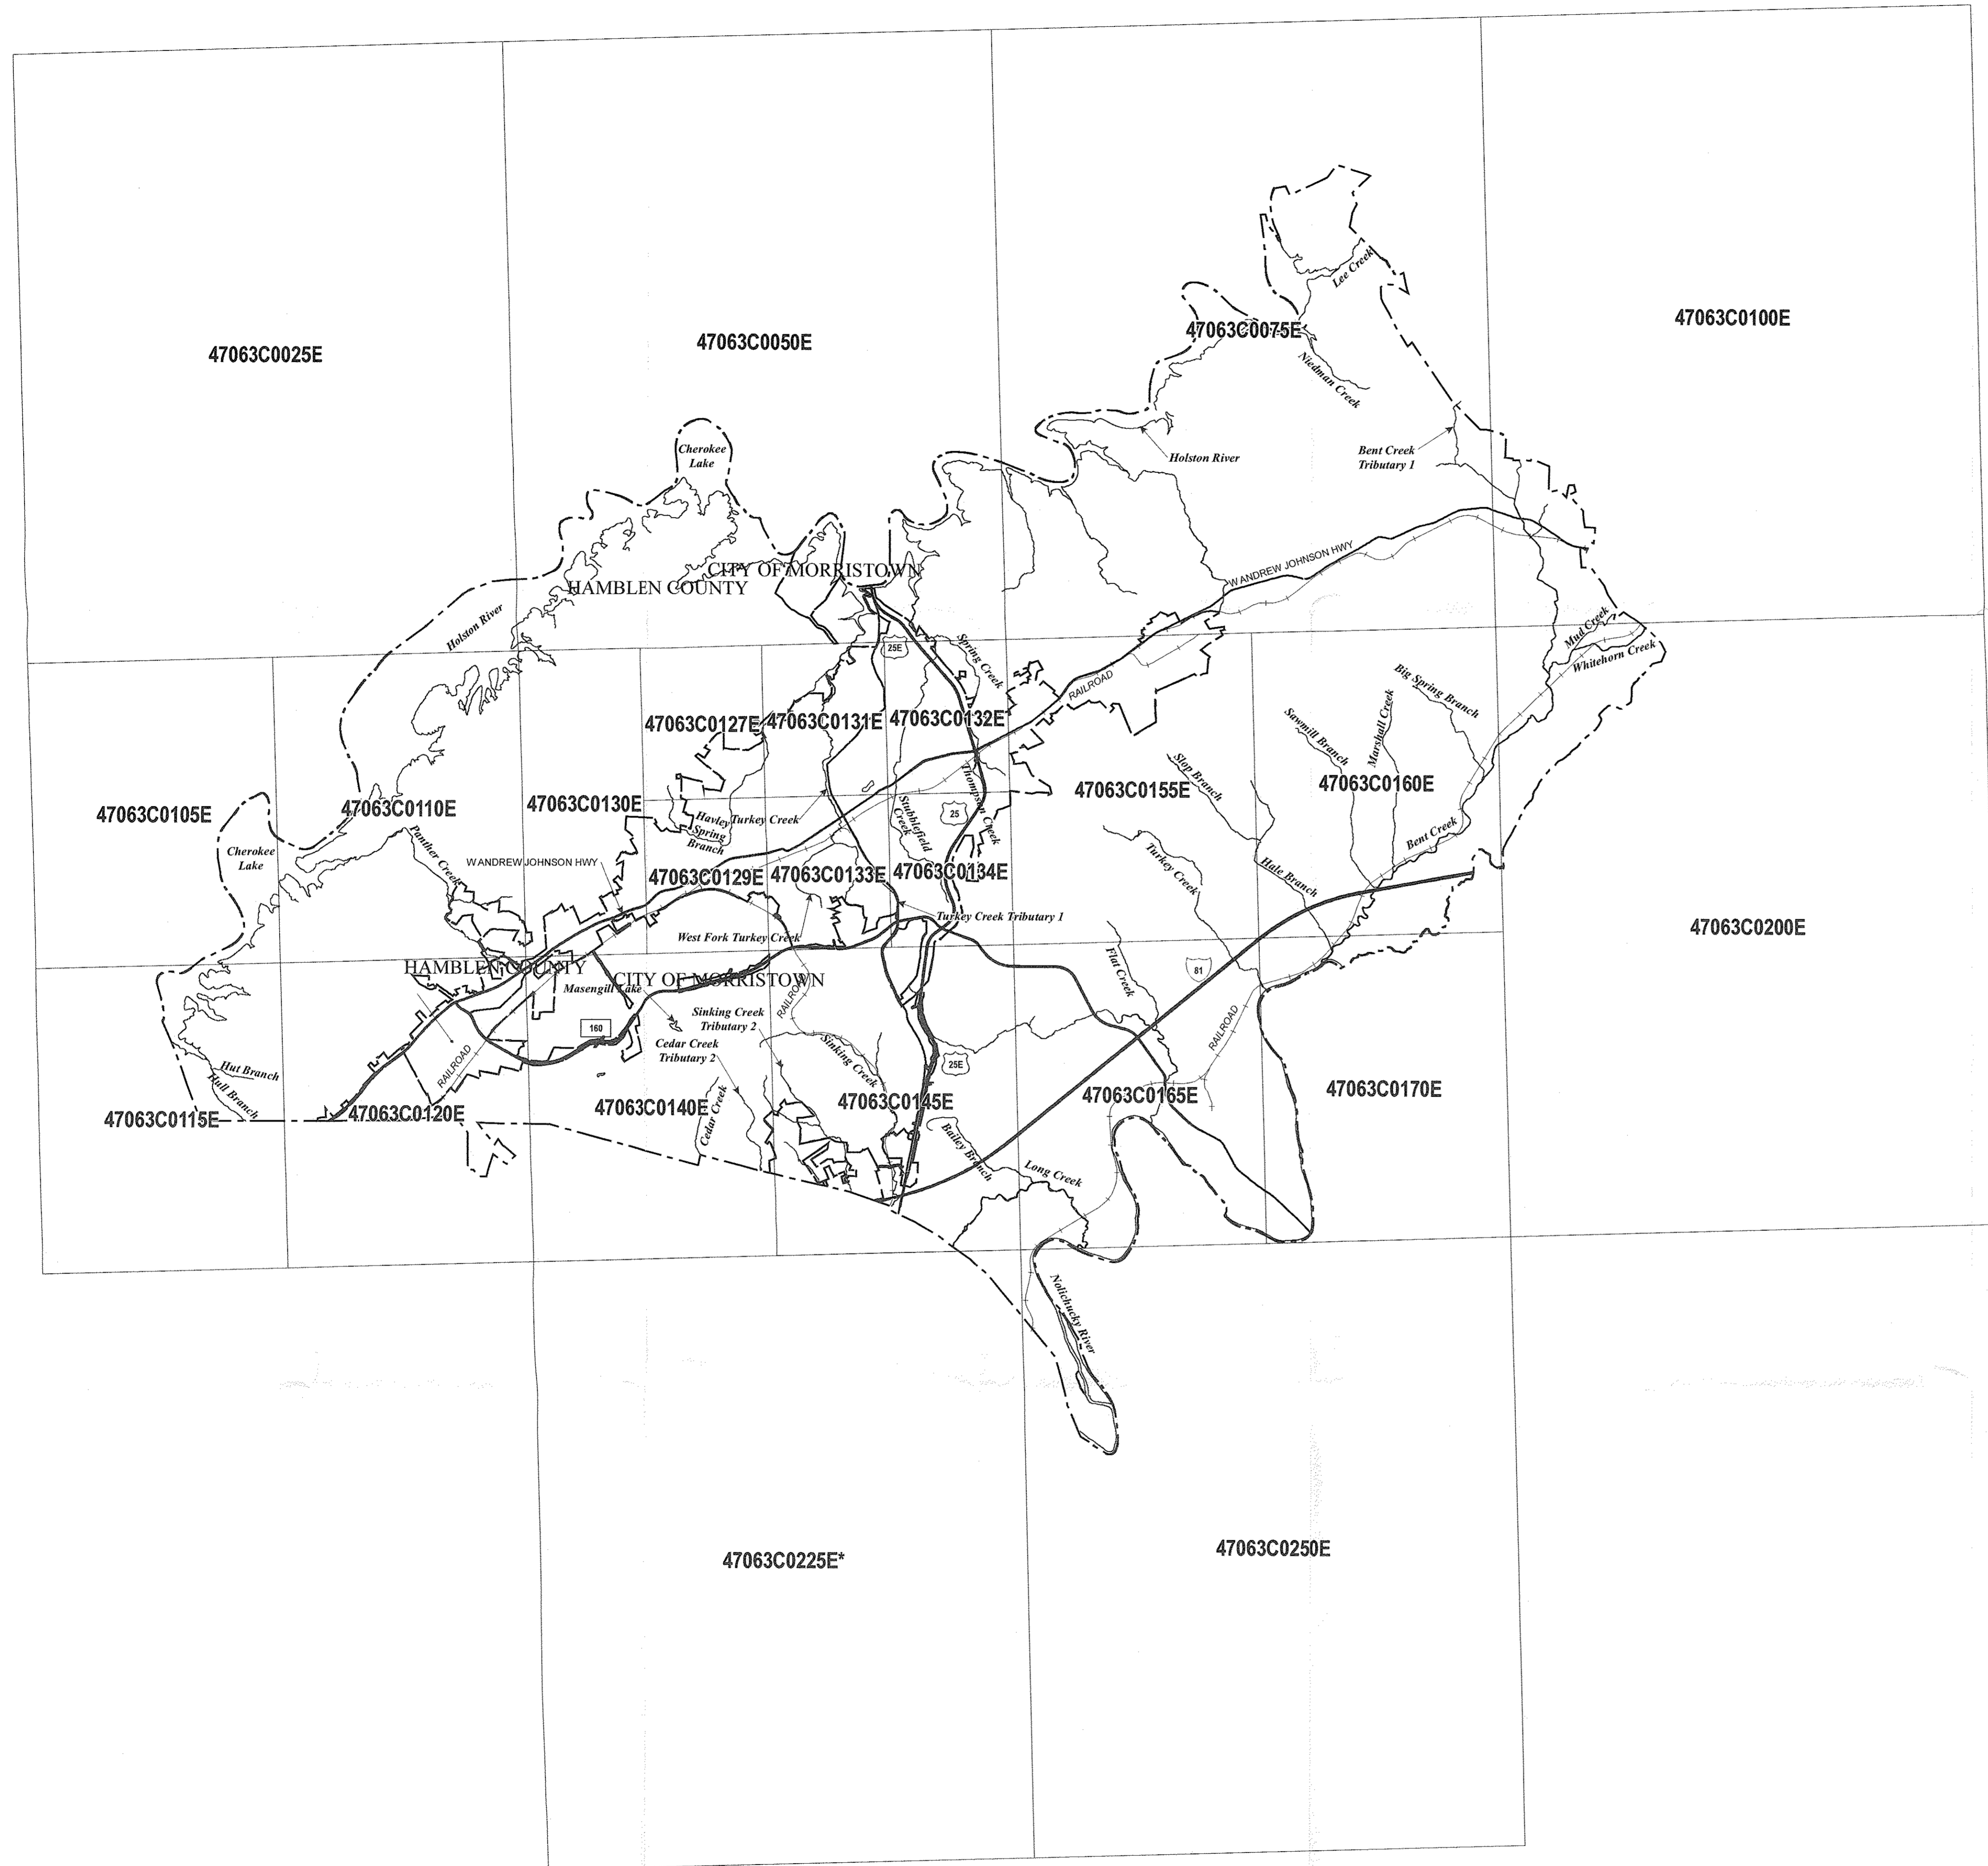 47063C0025E
47063C0050E
47063C0075E
47063C0100E
Lee Creek
Niedman Creek
Cherokee
Lake
Holston River
Bent Creek
Tributary 1
CITY OF MORRISTOWN
HAMBLEN COUNTY
W ANDREW JOHNSON HWY
Holston River
25E
Spring Creek
Mud Creek
Whitehorn Creek
RAILROAD
Big Spring Branch
47063C0127E
47063C0131E
47063C0132E
Sawmill Branch
Marshall Creek
Slop Branch
47063C0105E
47063C0110E
47063C0130E
47063C0155E
47063C0160E
Thompson Creek
Havley
Spring
Branch
Turkey Creek
Stubblefield
Creek
25
Cherokee
Lake
Panther Creek
W ANDREW JOHNSON HWY
Bent Creek
Turkey Creek
Hale Branch
47063C0129E
47063C0133E
47063C0134E
Turkey Creek Tributary 1
West Fork Turkey Creek
47063C0200E
HAMBLEN COUNTY
CITY OF MORRISTOWN
Masengill Lake
Flat Creek
81
RAILROAD
Sinking Creek
Tributary 2
160
Cedar Creek
Tributary 2
Sinking Creek
RAILROAD
25E
Hut Branch
Hull Branch
RAILROAD
47063C0115E
47063C0120E
47063C0140E
Cedar Creek
47063C0145E
47063C0165E
47063C0170E
Bailey Branch
Long Creek
Nolichucky River
47063C0225E*
47063C0250E